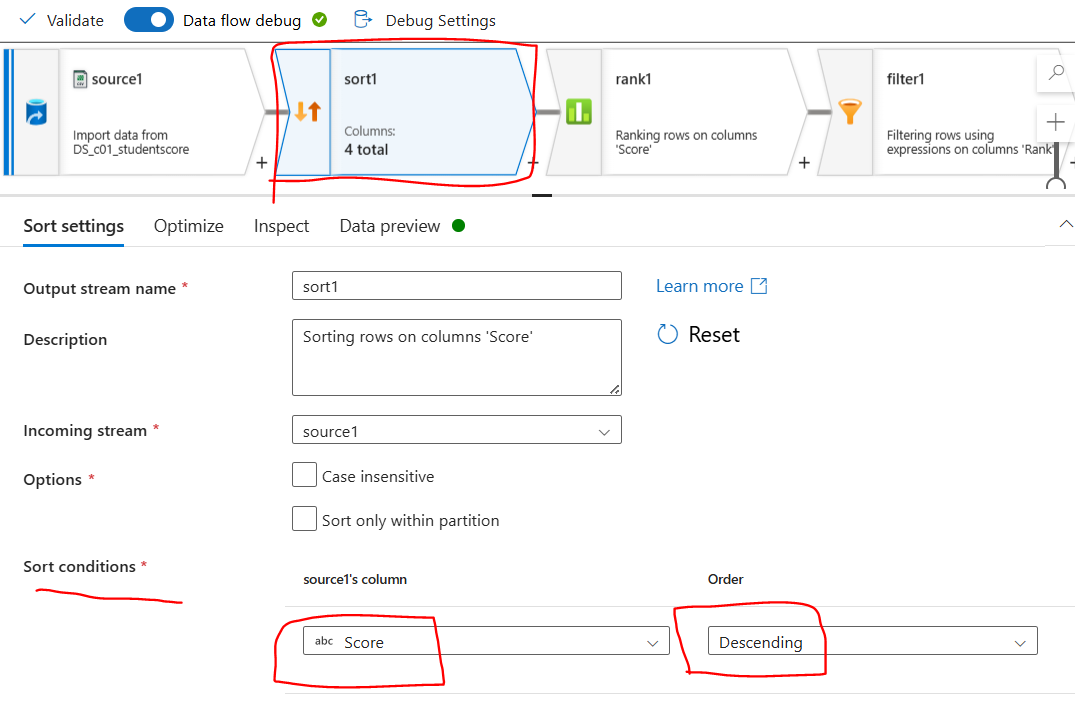 Validate Data flow debug Debug Settings
source1
Import data from
DS_c01_studentscore
+
sort1
Columns:
4 total
+
rank1
Ranking rows on columns
'Score'
+
filter1
Filtering rows using
expressions on columns 'Rank'
+
Sort settings Optimize Inspect Data preview
Output stream name * sort1 Learn more
Description Sorting rows on columns 'Score' Reset
Incoming stream * source1
Options * Case insensitive
Sort only within partition
Sort conditions *
source1's column Order
abc Score Descending